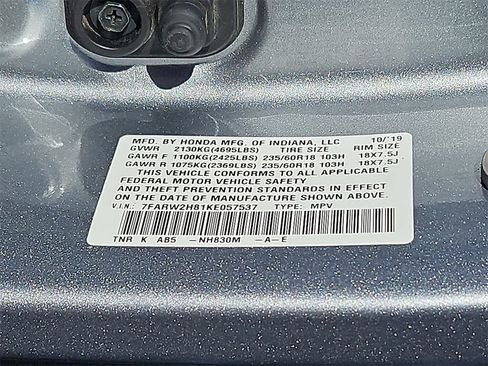 MFD. BY HONDA MFG. OF INDIANA, LLC 10/'19
GVWR 2130KG(4695LBS) TIRE SIZE RIM SIZE
GAWR F 1100KG(2425LBS) 235/60R18 103H 18X7.5J
GAWR R 1075KG(2369LBS) 235/60R18 103H 18X7.5J
THIS VEHICLE CONFORMS TO ALL APPLICABLE
FEDERAL MOTOR VEHICLE SAFETY
AND THEFT PREVENTION STANDARDS IN EFFECT
ON THE DATE OF MANUFACTURE SHOWN ABOVE.
V.I.N.: 7FARW2H81KE057537 TYPE: MPV
TNR K AB5 -NH830M -A-E